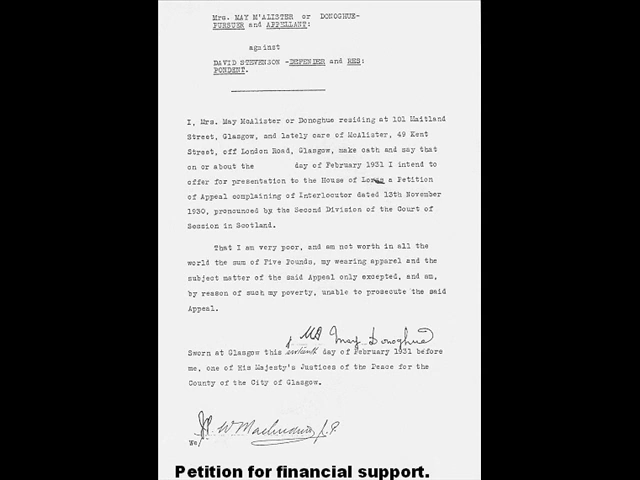 Mrs. MAY M'ALISTER or DONOGHUE-
PURSUER and APPELLANT:
against
DAVID STEVENSON -DEFENDER and RES:
PONDENT.
I, Mrs. May McAlister or Donoghue residing at 101 Maitland
Street, Glasgow, and lately care of McAlister, 49 Kent
Street, off London Road, Glasgow, make oath and say that
on or about the day of February 1931 I intend to
offer for presentation to the House of Lords a Petition
of Appeal complaining of Interlocutor dated 13th November
1930, pronounced by the Second Division of the Court of
Session in Scotland.
That I am very poor, and am not worth in all the
world the sum of Five Pounds, my wearing apparel and the
subject matter of the said Appeal only excepted, and am,
by reason of such my poverty, unable to prosecute the said
Appeal.
May Donoghue
Sworn at Glasgow this sixteenth day of February 1931 before
me, one of His Majesty's Justices of the Peace for the
County of the City of Glasgow.
J.P.
We/
Petition for financial support.